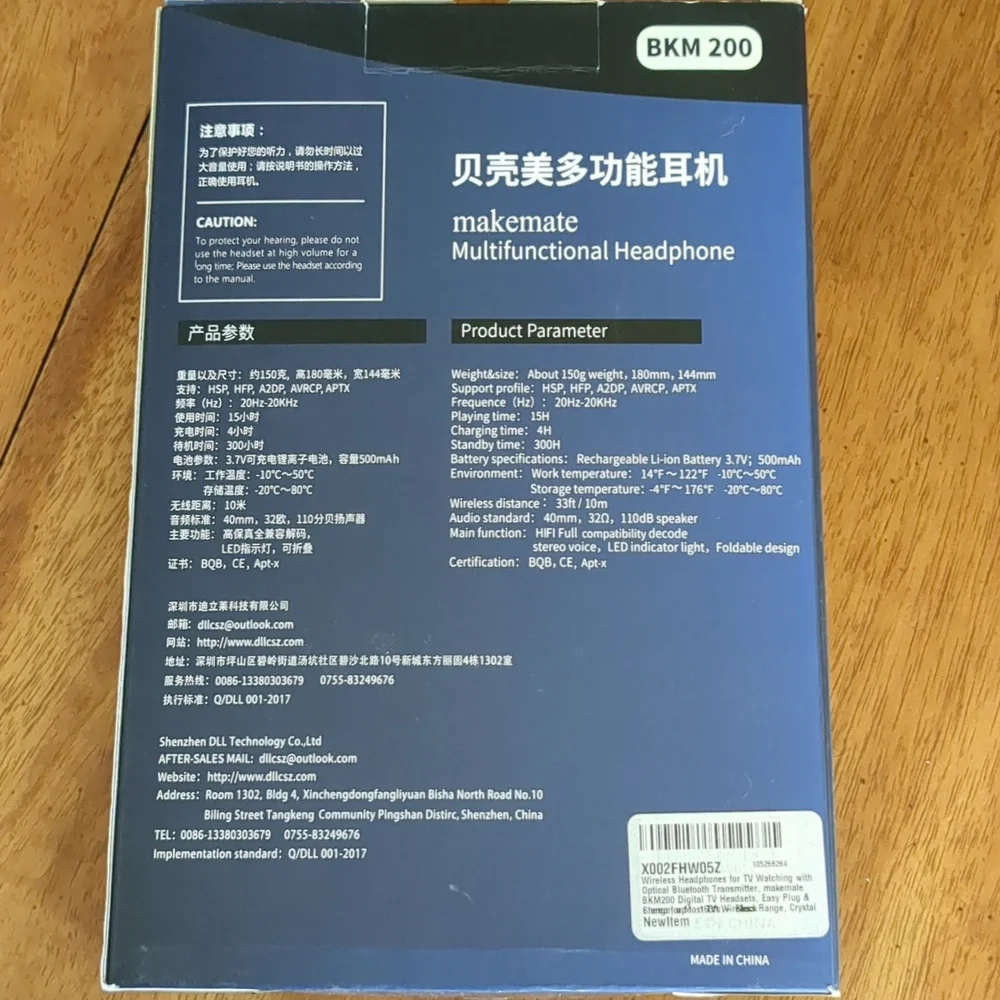 BKM 200
注意事项：
为了保护好您的听力，请勿长时间以过
大音量使用；请按说明书的操作方法，
正确使用耳机。
CAUTION:
To protect your hearing, please do not
use the headset at high volume for a
long time; Please use the headset according
to the manual.
贝壳美多功能耳机
makemate
Multifunctional Headphone
产品参数
重量以及尺寸： 约150克, 高180毫米，宽144毫米
支持：HSP, HFP, A2DP, AVRCP, APTX
频率（Hz）：20Hz-20KHz
使用时间：15小时
充电时间：4小时
待机时间：300小时
电池参数：3.7V可充电锂离子电池，容量500mAh
环境：工作温度：-10℃～50℃
存储温度：-20℃～80℃
无线距离：10米
音频标准：40mm，32欧，110分贝扬声器
主要功能：高保真全兼容解码，
LED指示灯，可折叠
证书：BQB，CE, Apt-x
Product Parameter
Weight&size： About 150g weight，180mm，144mm
Support profile： HSP, HFP, A2DP, AVRCP, APTX
Frequence（Hz）： 20Hz-20KHz
Playing time： 15H
Charging time： 4H
Standby time： 300H
Battery specifications： Rechargeable Li-ion Battery 3.7V；500mAh
Environment： Work temperature： 14℉～122℉ -10℃～50℃
Storage temperature：-4℉～176℉ -20℃～80℃
Wireless distance： 33ft / 10m
Audio standard： 40mm，32Ω，110dB speaker
Main function： HIFI Full compatibility decode
stereo voice，LED indicator light，Foldable design
Certification： BQB，CE，Apt-x
深圳市迪立莱科技有限公司
邮箱：dllcsz@outlook.com
网站：http://www.dllcsz.com
地址：深圳市坪山区碧岭街道汤坑社区碧沙北路10号新城东方丽园4栋1302室
服务热线：0086-13380303679 0755-83249676
执行标准：Q/DLL 001-2017
Shenzhen DLL Technology Co.,Ltd
AFTER-SALES MAIL: dllcsz@outlook.com
Website：http://www.dllcsz.com
Address：Room 1302, Bldg 4, Xinchengdongfangliyuan Bisha North Road No.10
Biling Street Tangkeng Community Pingshan Distirc, Shenzhen, China
TEL：0086-13380303679 0755-83249676
Implementation standard：Q/DLL 001-2017
X002FHW05Z
105266264
Wireless Headphones for TV Watching with
Optical Bluetooth Transmitter, makemate
BKM200 Digital TV Headsets, Easy Plug &
Range, Crystal
NewItem
MADE IN CHINA